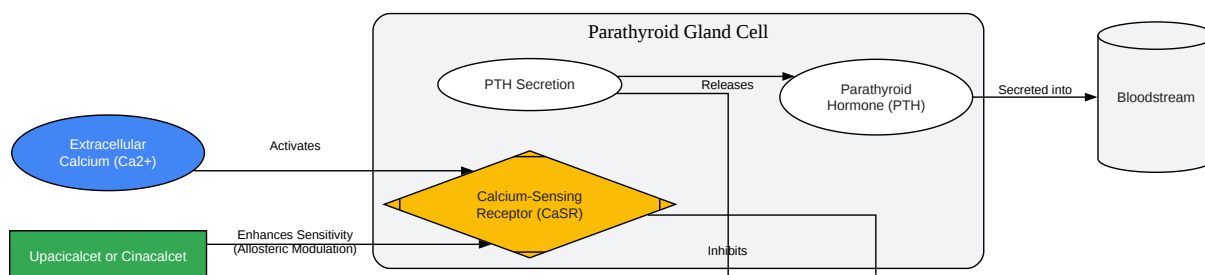 Parathyroid Gland Cell
PTH Secretion
Releases
Parathyroid
Hormone (PTH)
Secreted into
Bloodstream
Extracellular
Calcium (Ca2+)
Activates
Calcium-Sensing
Receptor (CaSR)
Upacicalcet or Cinacalcet
Enhances Sensitivity
(Allosteric Modulation)
Inhibits